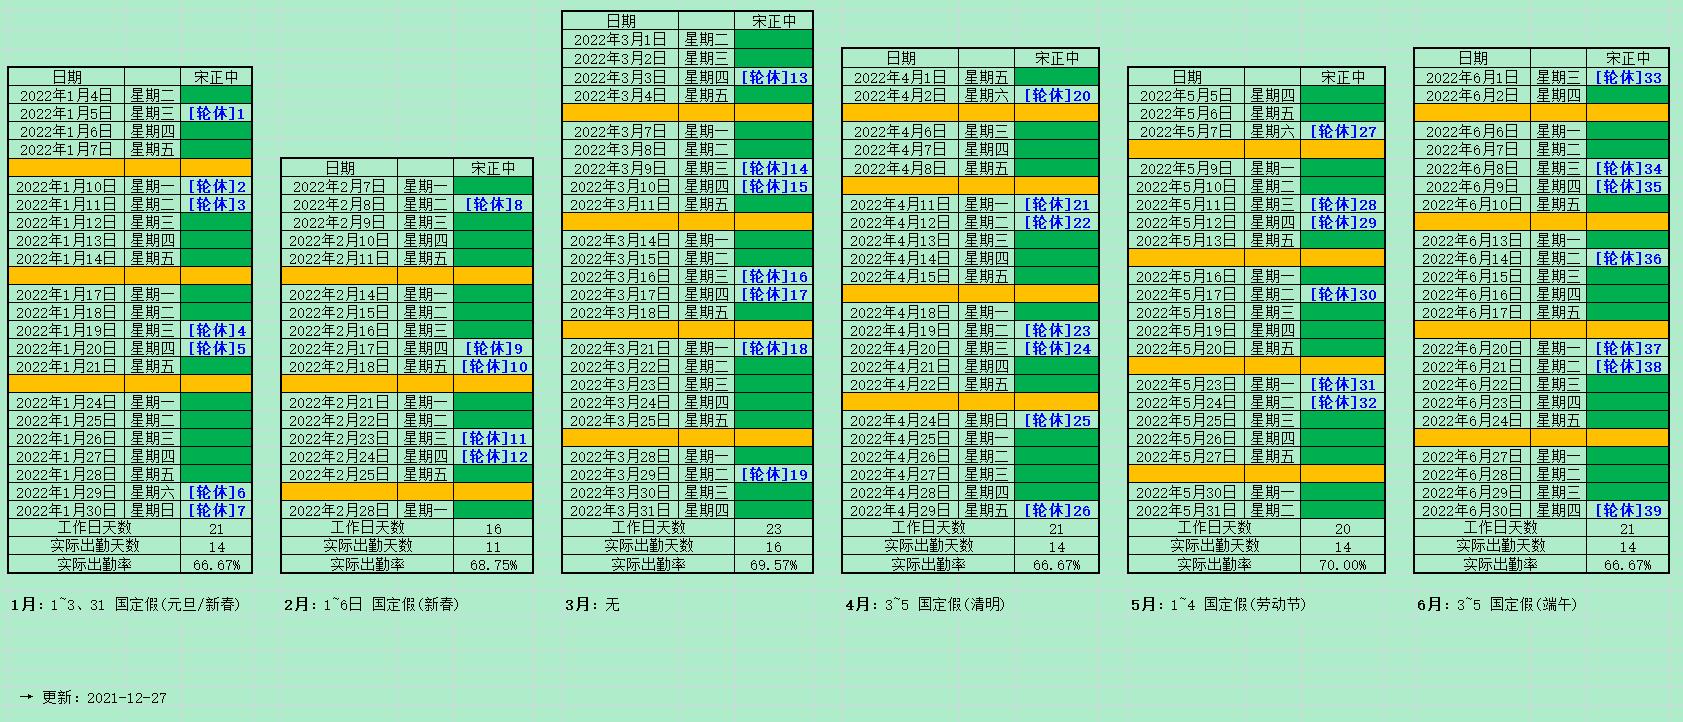 日期 宋正中
2022年1月4日 星期二
2022年1月5日 星期三 [轮休]1
2022年1月6日 星期四
2022年1月7日 星期五
2022年1月10日 星期一 [轮休]2
2022年1月11日 星期二 [轮休]3
2022年1月12日 星期三
2022年1月13日 星期四
2022年1月14日 星期五
2022年1月17日 星期一
2022年1月18日 星期二
2022年1月19日 星期三 [轮休]4
2022年1月20日 星期四 [轮休]5
2022年1月21日 星期五
2022年1月24日 星期一
2022年1月25日 星期二
2022年1月26日 星期三
2022年1月27日 星期四
2022年1月28日 星期五
2022年1月29日 星期六 [轮休]6
2022年1月30日 星期日 [轮休]7
工作日天数 21
实际出勤天数 14
实际出勤率 66.67%
1月：1~3、31 国定假(元旦/新春)
日期 宋正中
2022年2月7日 星期一
2022年2月8日 星期二 [轮休]8
2022年2月9日 星期三
2022年2月10日 星期四
2022年2月11日 星期五
2022年2月14日 星期一
2022年2月15日 星期二
2022年2月16日 星期三
2022年2月17日 星期四 [轮休]9
2022年2月18日 星期五 [轮休]10
2022年2月21日 星期一
2022年2月22日 星期二
2022年2月23日 星期三 [轮休]11
2022年2月24日 星期四 [轮休]12
2022年2月25日 星期五
2022年2月28日 星期一
工作日天数 16
实际出勤天数 11
实际出勤率 68.75%
2月：1~6日 国定假(新春)
日期 宋正中
2022年3月1日 星期二
2022年3月2日 星期三
2022年3月3日 星期四 [轮休]13
2022年3月4日 星期五
2022年3月7日 星期一
2022年3月8日 星期二
2022年3月9日 星期三 [轮休]14
2022年3月10日 星期四 [轮休]15
2022年3月11日 星期五
2022年3月14日 星期一
2022年3月15日 星期二
2022年3月16日 星期三 [轮休]16
2022年3月17日 星期四 [轮休]17
2022年3月18日 星期五
2022年3月21日 星期一 [轮休]18
2022年3月22日 星期二
2022年3月23日 星期三
2022年3月24日 星期四
2022年3月25日 星期五
2022年3月28日 星期一
2022年3月29日 星期二 [轮休]19
2022年3月30日 星期三
2022年3月31日 星期四
工作日天数 23
实际出勤天数 16
实际出勤率 69.57%
3月：无
日期 宋正中
2022年4月1日 星期五
2022年4月2日 星期六 [轮休]20
2022年4月6日 星期三
2022年4月7日 星期四
2022年4月8日 星期五
2022年4月11日 星期一 [轮休]21
2022年4月12日 星期二 [轮休]22
2022年4月13日 星期三
2022年4月14日 星期四
2022年4月15日 星期五
2022年4月18日 星期一
2022年4月19日 星期二 [轮休]23
2022年4月20日 星期三 [轮休]24
2022年4月21日 星期四
2022年4月22日 星期五
2022年4月24日 星期日 [轮休]25
2022年4月25日 星期一
2022年4月26日 星期二
2022年4月27日 星期三
2022年4月28日 星期四
2022年4月29日 星期五 [轮休]26
工作日天数 21
实际出勤天数 14
实际出勤率 66.67%
4月：3~5 国定假(清明)
日期 宋正中
2022年5月5日 星期四
2022年5月6日 星期五
2022年5月7日 星期六 [轮休]27
2022年5月9日 星期一
2022年5月10日 星期二
2022年5月11日 星期三 [轮休]28
2022年5月12日 星期四 [轮休]29
2022年5月13日 星期五
2022年5月16日 星期一
2022年5月17日 星期二 [轮休]30
2022年5月18日 星期三
2022年5月19日 星期四
2022年5月20日 星期五
2022年5月23日 星期一 [轮休]31
2022年5月24日 星期二 [轮休]32
2022年5月25日 星期三
2022年5月26日 星期四
2022年5月27日 星期五
2022年5月30日 星期一
2022年5月31日 星期二
工作日天数 20
实际出勤天数 14
实际出勤率 70.00%
5月：1~4 国定假(劳动节)
日期 宋正中
2022年6月1日 星期三 [轮休]33
2022年6月2日 星期四
2022年6月6日 星期一
2022年6月7日 星期二
2022年6月8日 星期三 [轮休]34
2022年6月9日 星期四 [轮休]35
2022年6月10日 星期五
2022年6月13日 星期一
2022年6月14日 星期二 [轮休]36
2022年6月15日 星期三
2022年6月16日 星期四
2022年6月17日 星期五
2022年6月20日 星期一 [轮休]37
2022年6月21日 星期二 [轮休]38
2022年6月22日 星期三
2022年6月23日 星期四
2022年6月24日 星期五
2022年6月27日 星期一
2022年6月28日 星期二
2022年6月29日 星期三
2022年6月30日 星期四 [轮休]39
工作日天数 21
实际出勤天数 14
实际出勤率 66.67%
6月：3~5 国定假(端午)
→ 更新：2021-12-27